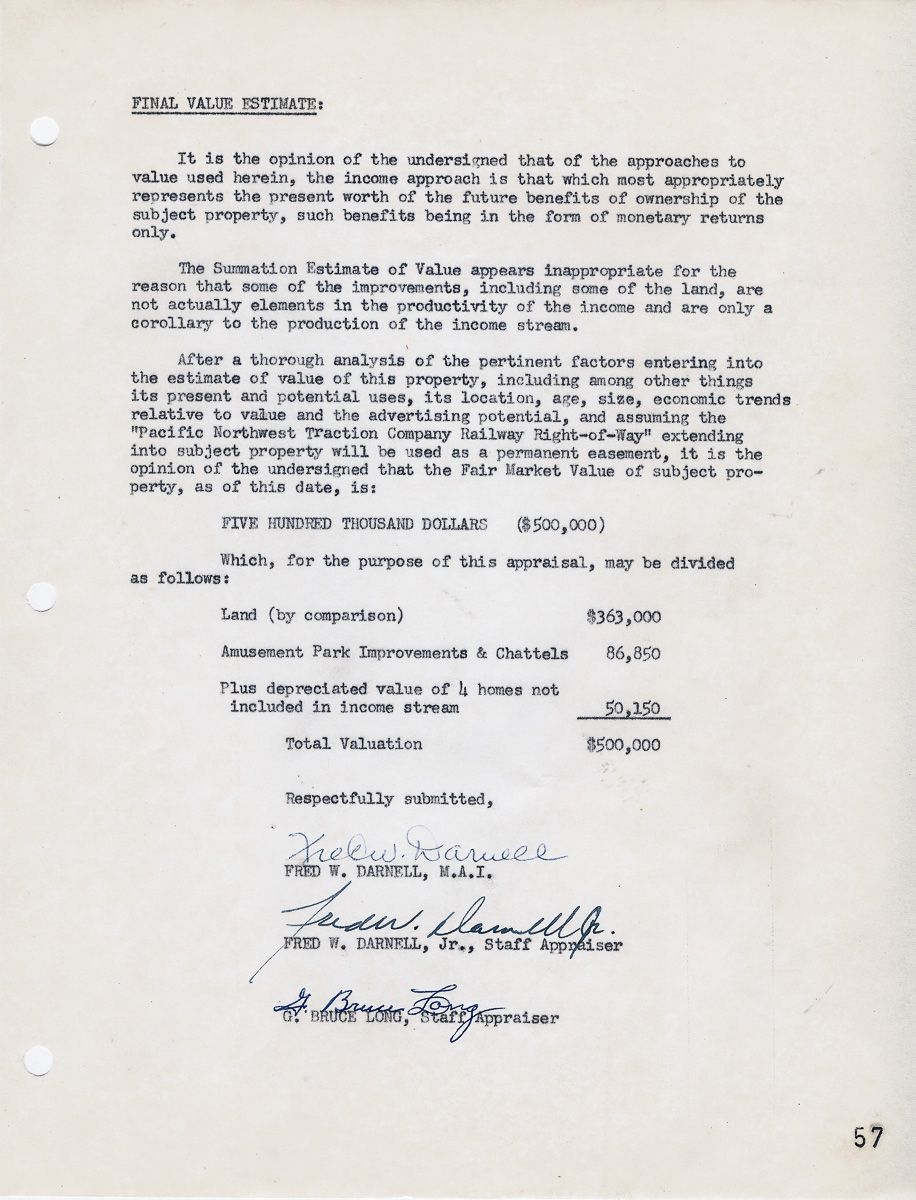 FINAL VALUE ESTIMATE:
It is the opinion of the undersigned that of the approaches to
value used herein, the income approach is that which most appropriately
represents the present worth of the future benefits of ownership of the
subject property, such benefits being in the form of monetary returns
only.
The Summation Estimate of Value appears inappropriate for the
reason that some of the improvements, including some of the land, are
not actually elements in the productivity of the income and are only a
corollary to the production of the income stream.
After a thorough analysis of the pertinent factors entering into
the estimate of value of this property, including among other things
its present and potential uses, its location, age, size, economic trends
relative to value and the advertising potential, and assuming the
"Pacific Northwest Traction Company Railway Right-of-Way" extending
into subject property will be used as a permanent easement, it is the
opinion of the undersigned that the Fair Market Value of subject pro-
perty, as of this date, is:
FIVE HUNDRED THOUSAND DOLLARS ($500,000)
Which, for the purpose of this appraisal, may be divided
as follows:
Land (by comparison) $363,000
Amusement Park Improvements & Chattels 86,850
Plus depreciated value of 4 homes not
included in income stream 50,150
Total Valuation $500,000
Respectfully submitted,
Fred W. Darnell
FRED W. DARNELL, M.A.I.
Fred W. Darnell Jr.
FRED W. DARNELL, Jr., Staff Appraiser
G. Bruce Long
G. BRUCE LONG, Staff Appraiser
57